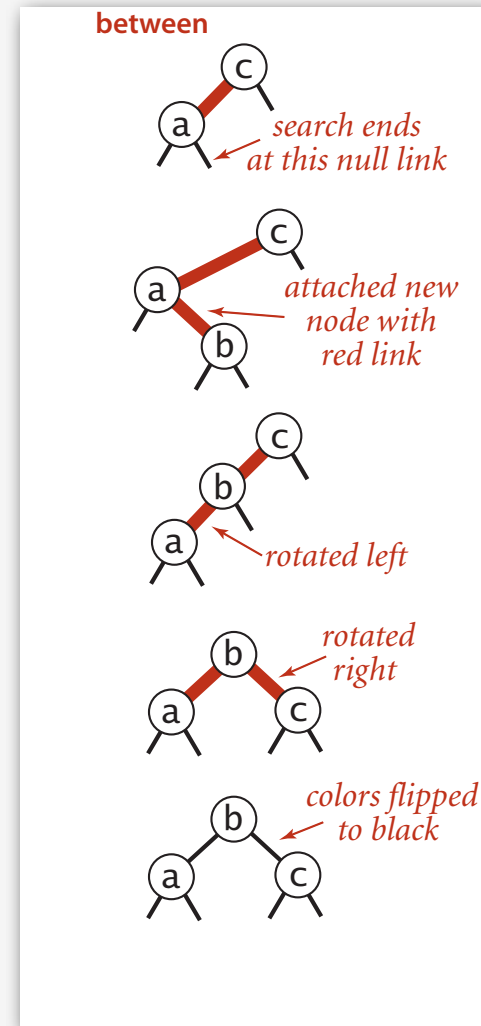 between
c
a
search ends
at this null link
c
a
attached new
node with
red link
b
c
b
a
rotated left
rotated
right
b
a
c
colors flipped
to black
b
a
c